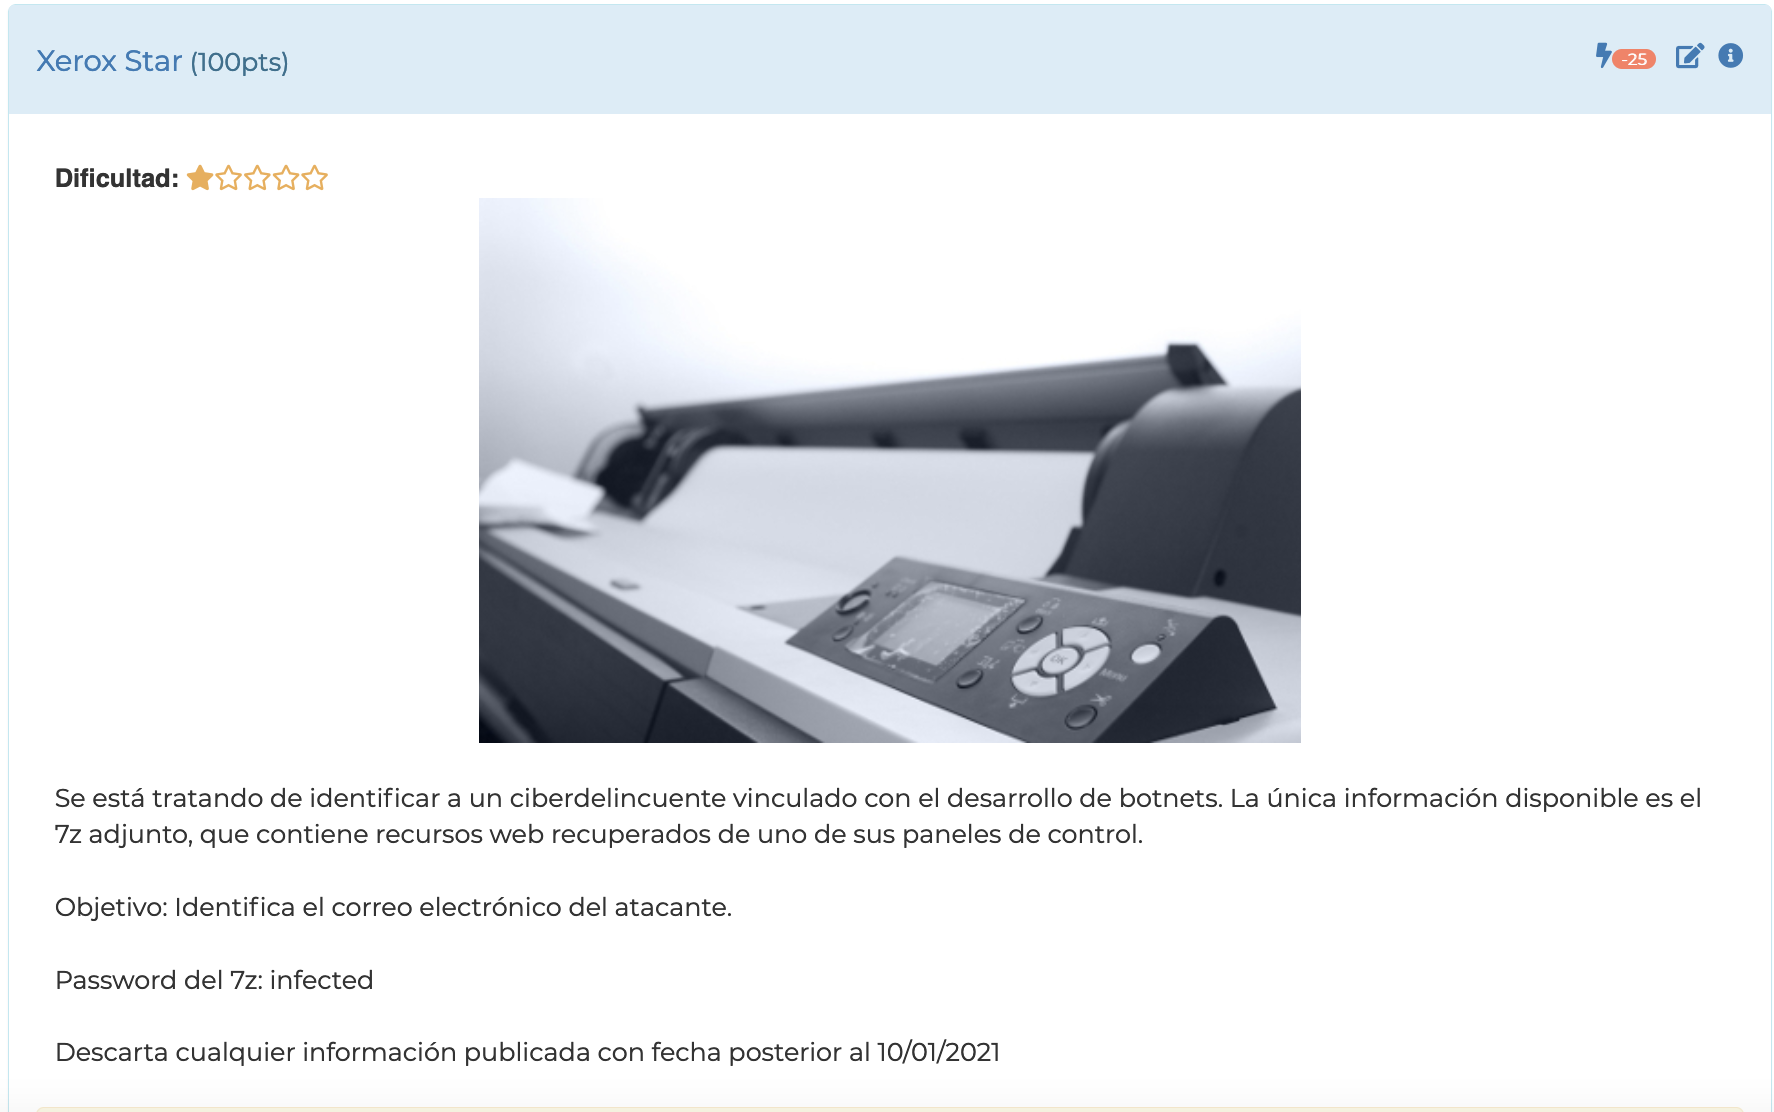 Xerox Star (100pts)
-25
Dificultad:
OK
Menu
Se está tratando de identificar a un ciberdelincuente vinculado con el desarrollo de botnets. La única información disponible es el
7z adjunto, que contiene recursos web recuperados de uno de sus paneles de control.
Objetivo: Identifica el correo electrónico del atacante.
Password del 7z: infected
Descarta cualquier información publicada con fecha posterior al 10/01/2021